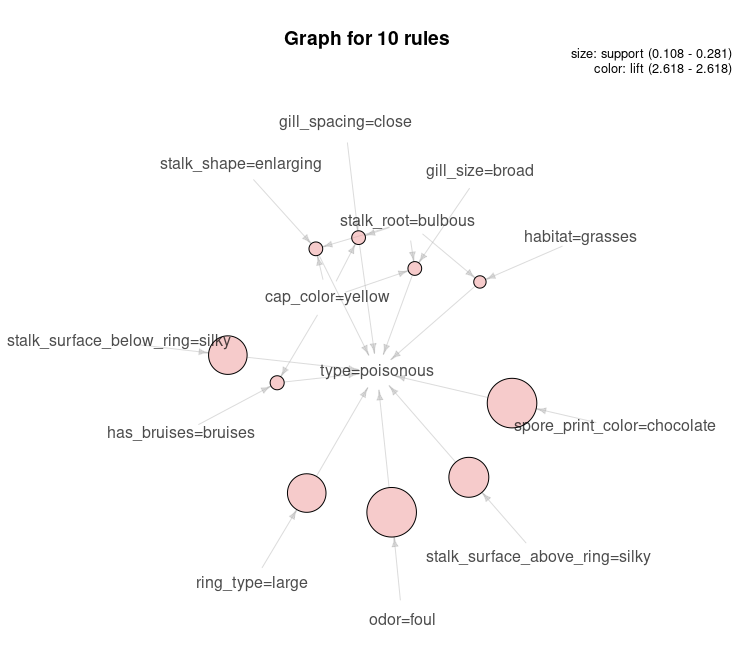 Graph for 10 rules
size: support (0.108 - 0.281)
color: lift (2.618 - 2.618)
gill_spacing=close
stalk_shape=enlarging
gill_size=broad
stalk_root=bulbous
habitat=grasses
cap_color=yellow
stalk_surface_below_ring=silky
type=poisonous
spore_print_color=chocolate
has_bruises=bruises
stalk_surface_above_ring=silky
ring_type=large
odor=foul